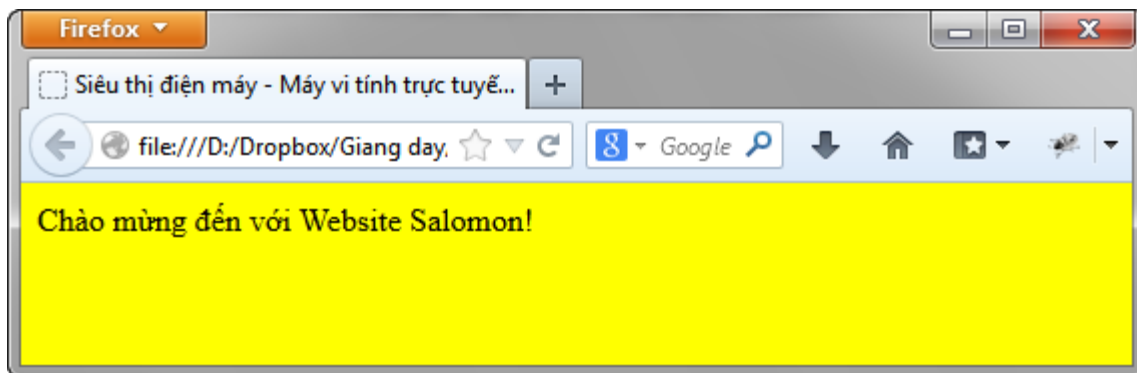 Firefox
Siêu thị điện máy - Máy vi tính trực tuyế...
file:///D:/Dropbox/Giang day,
8 Google
Chào mừng đến với Website Salomon!